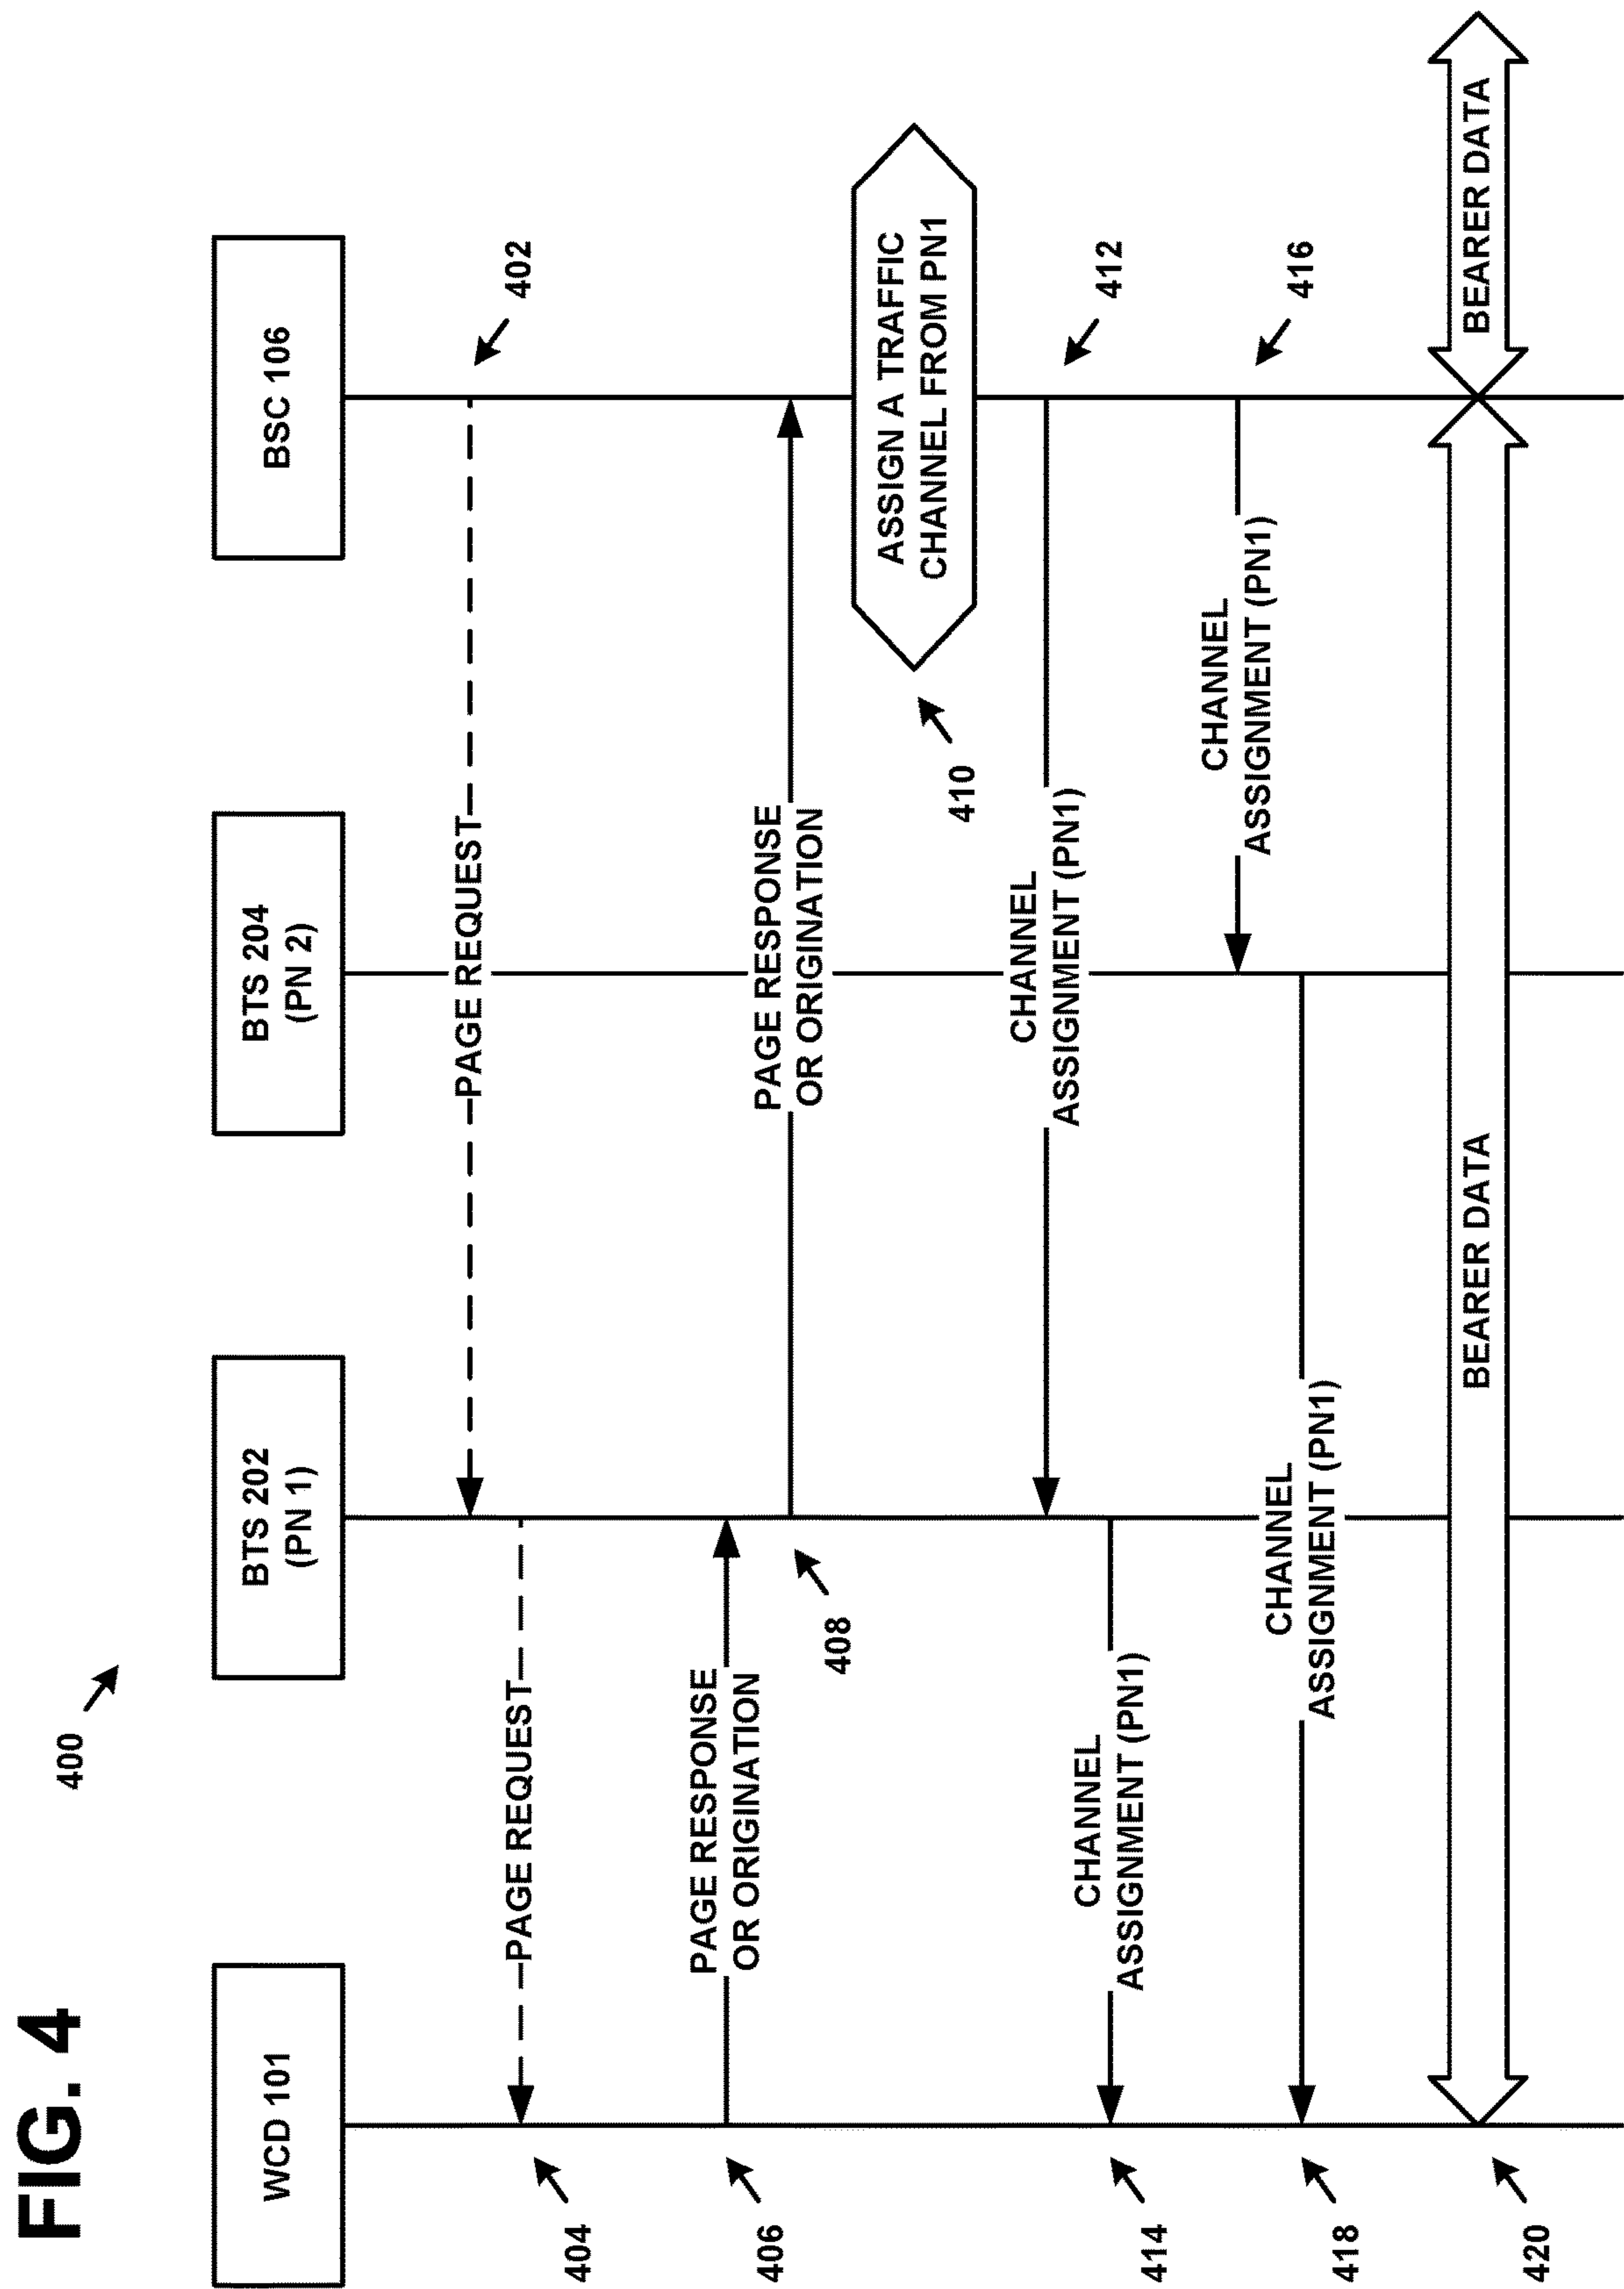 FIG. 4
400
WCD 101
BTS 202
(PN 1)
BTS 204
(PN 2)
BSC 106
PAGE REQUEST
402
404
PAGE REQUEST
406
PAGE RESPONSE
OR ORIGINATION
408
PAGE RESPONSE
OR ORIGINATION
410
ASSIGN A TRAFFIC
CHANNEL FROM PN1
CHANNEL
ASSIGNMENT (PN1)
412
414
CHANNEL
ASSIGNMENT (PN1)
CHANNEL
ASSIGNMENT (PN1)
416
418
CHANNEL
ASSIGNMENT (PN1)
420
BEARER DATA
BEARER DATA